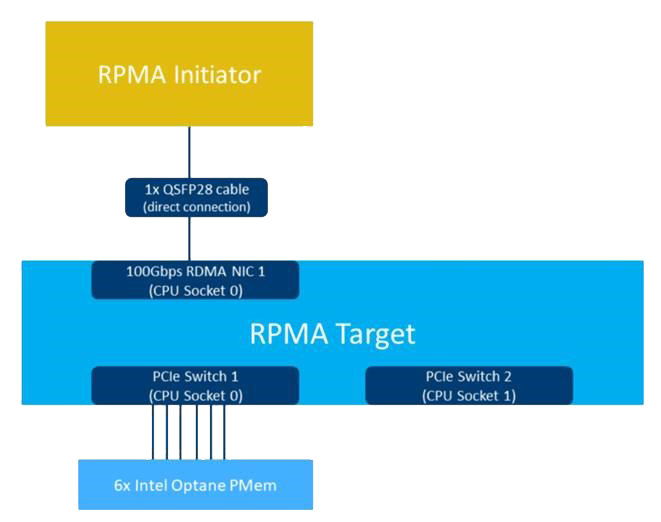 RPMA Initiator
1x QSFP28 cable
(direct connection)
100Gbps RDMA NIC 1
(CPU Socket 0)
RPMA Target
PCIe Switch 1
(CPU Socket 0)
PCIe Switch 2
(CPU Socket 1)
6x Intel Optane PMem